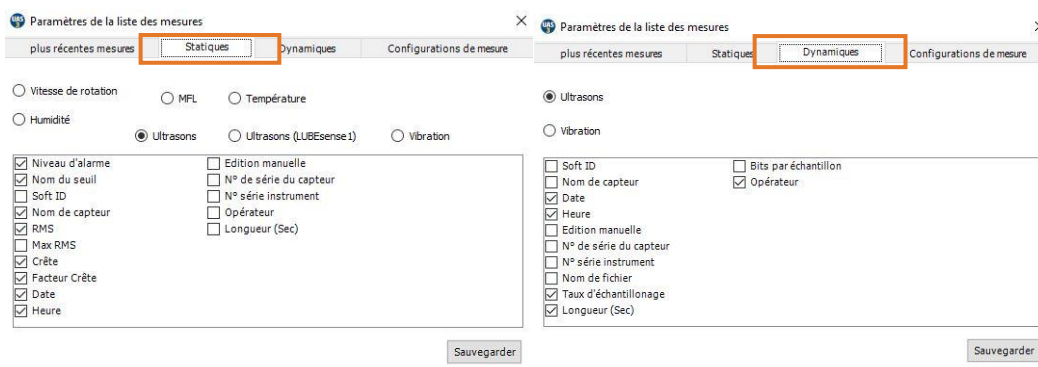 Paramètres de la liste des mesures
plus récentes mesures Statiques Dynamiques Configurations de mesure
Vitesse de rotation MFL Température
Humidité
Ultrasons Ultrasons (LUBEsense1) Vibration
Niveau d'alarme
Nom du seuil
Soft ID
Nom de capteur
RMS
Max RMS
Crête
Facteur Crête
Date
Heure
Edition manuelle
N° de série du capteur
N° série instrument
Opérateur
Longueur (Sec)
Sauvegarder
Paramètres de la liste des mesures
plus récentes mesures Statiques Dynamiques Configurations de mesure
Ultrasons
Vibration
Soft ID
Nom de capteur
Date
Heure
Edition manuelle
N° de série du capteur
N° série instrument
Nom de fichier
Taux d'échantillonage
Longueur (Sec)
Bits par échantillon
Opérateur
Sauvegarder